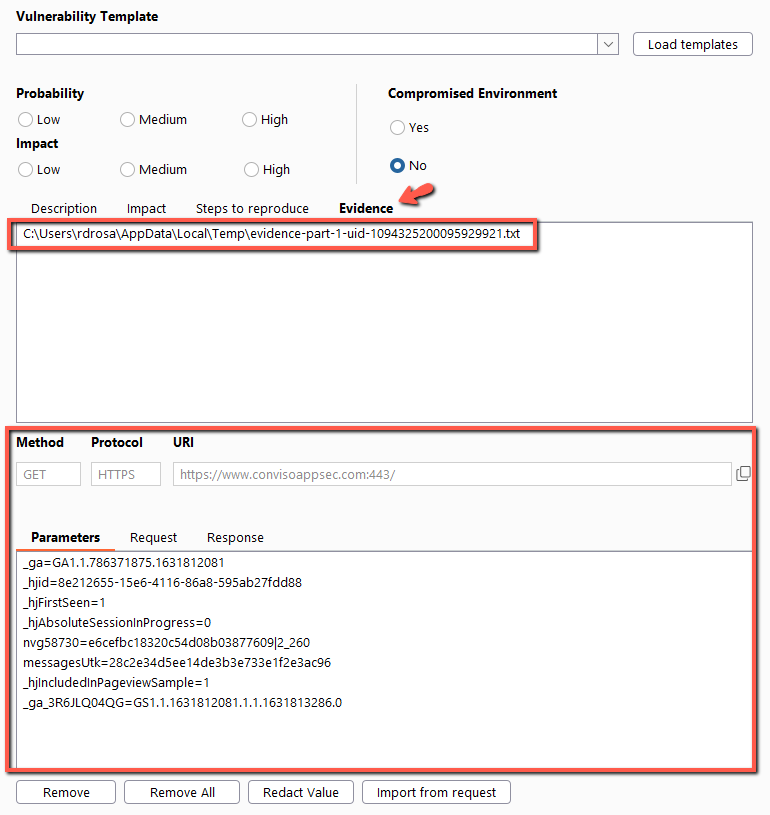 Vulnerability Template
Load templates
Probability
Low Medium High
Impact
Low Medium High
Compromised Environment
Yes
No
Description Impact Steps to reproduce Evidence
C:\Users\rdrosa\AppData\Local\Temp\evidence-part-1-uid-1094325200095929921.txt
Method Protocol URI
GET HTTPS https://www.convisoappsec.com:443/
Parameters Request Response
_ga=GA1.1.786371875.1631812081
_hjid=8e212655-15e6-4116-86a8-595ab27fdd88
_hjFirstSeen=1
_hjAbsoluteSessionInProgress=0
nvg58730=e6cefbc18320c54d08b03877609|2_260
messagesUtk=28c2e34d5ee14de3b3e733e1f2e3ac96
_hjIncludedInPageviewSample=1
_ga_3R6JLQ04QG=GS1.1.1631812081.1.1.1631813286.0
Remove Remove All Redact Value Import from request